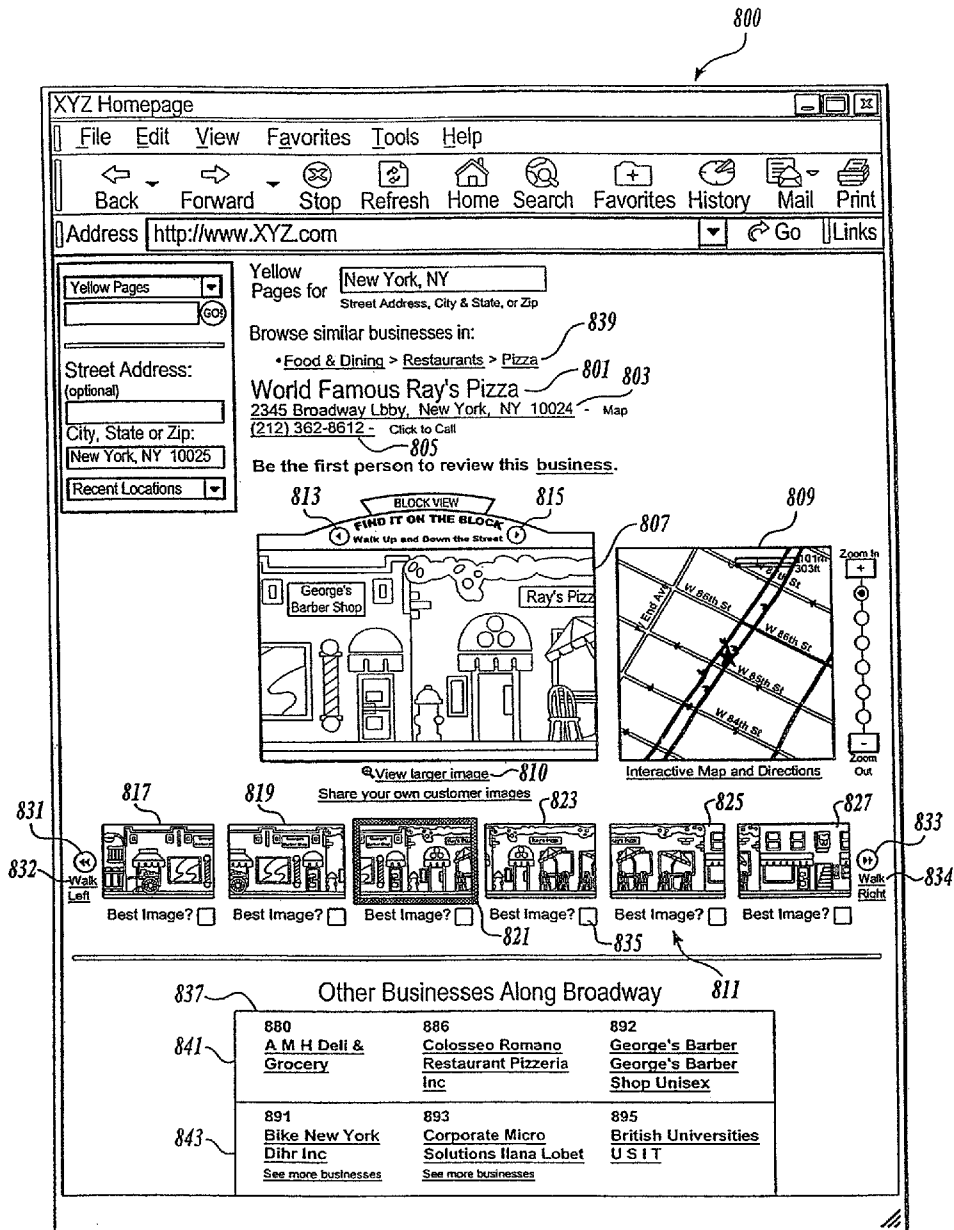 800
XYZ Homepage
File Edit View Favorites Tools Help
Back Forward Stop Refresh Home Search Favorites History Mail Print
Address http://www.XYZ.com Go Links
Yellow Pages
GO!
Street Address:
(optional)
City, State or Zip:
New York, NY 10025
Recent Locations
Yellow
Pages for
New York, NY
Street Address, City & State, or Zip
Browse similar businesses in:
839
• Food & Dining > Restaurants > Pizza
World Famous Ray's Pizza 801 803
2345 Broadway Lbby, New York, NY 10024 - Map
(212) 362-8612 - Click to Call
805
Be the first person to review this business.
813 BLOCK VIEW 815
FIND IT ON THE BLOCK
Walk Up and Down the Street
807
George's
Barber Shop
Ray's Pizz
809
101m
303ft
87th St
W End Ave
W 86th St
W 86th St
W 85th St
W 84th St
Zoom In
+
-
Zoom
Out
View larger image 810
Share your own customer images
Interactive Map and Directions
817 819 823 825 827
831 833
832 Walk
Left
Walk 834
Right
Best Image? Best Image? Best Image? Best Image? Best Image? Best Image?
821 835 811
Other Businesses Along Broadway
837
841
880
A M H Deli &
Grocery
886
Colosseo Romano
Restaurant Pizzeria
Inc
892
George's Barber
George's Barber
Shop Unisex
843
891
Bike New York
Dihr Inc
See more businesses
893
Corporate Micro
Solutions Ilana Lobet
See more businesses
895
British Universities
U S I T